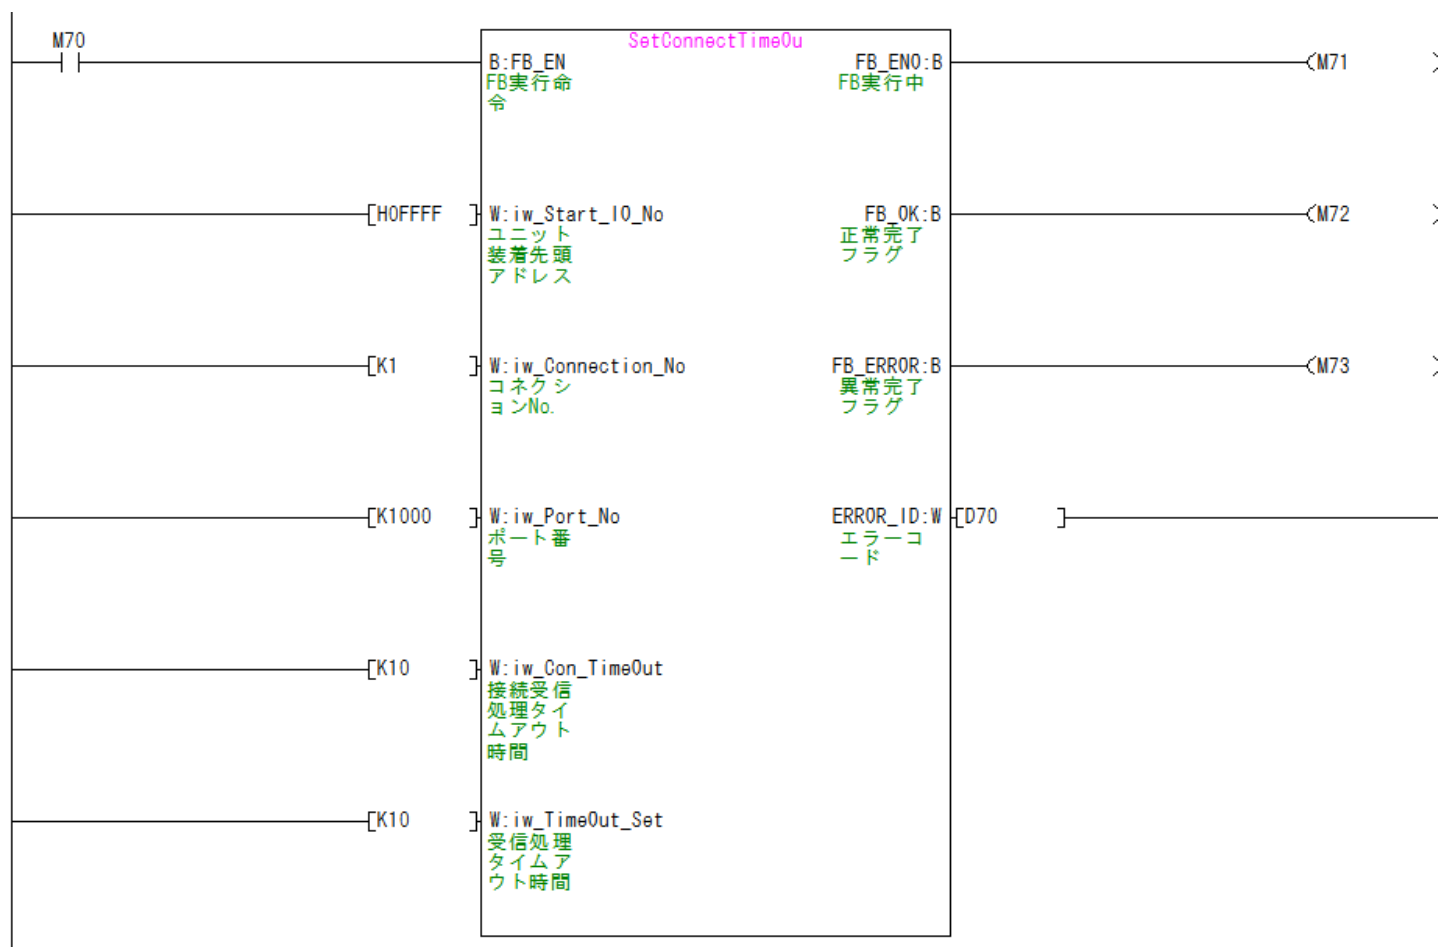 M70
SetConnectTimeOu
B:FB_EN
FB実行命
令
FB_ENO:B
FB実行中
M71
H0FFFF
W:iw_Start_IO_No
ユニット
装着先頭
アドレス
FB_OK:B
正常完了
フラグ
M72
K1
W:iw_Connection_No
コネクシ
ョンNo.
FB_ERROR:B
異常完了
フラグ
M73
K1000
W:iw_Port_No
ポート番
号
ERROR_ID:W
エラーコ
ード
D70
K10
W:iw_Con_TimeOut
接続受信
処理タイ
ムアウト
時間
K10
W:iw_TimeOut_Set
受信処理
タイムア
ウト時間